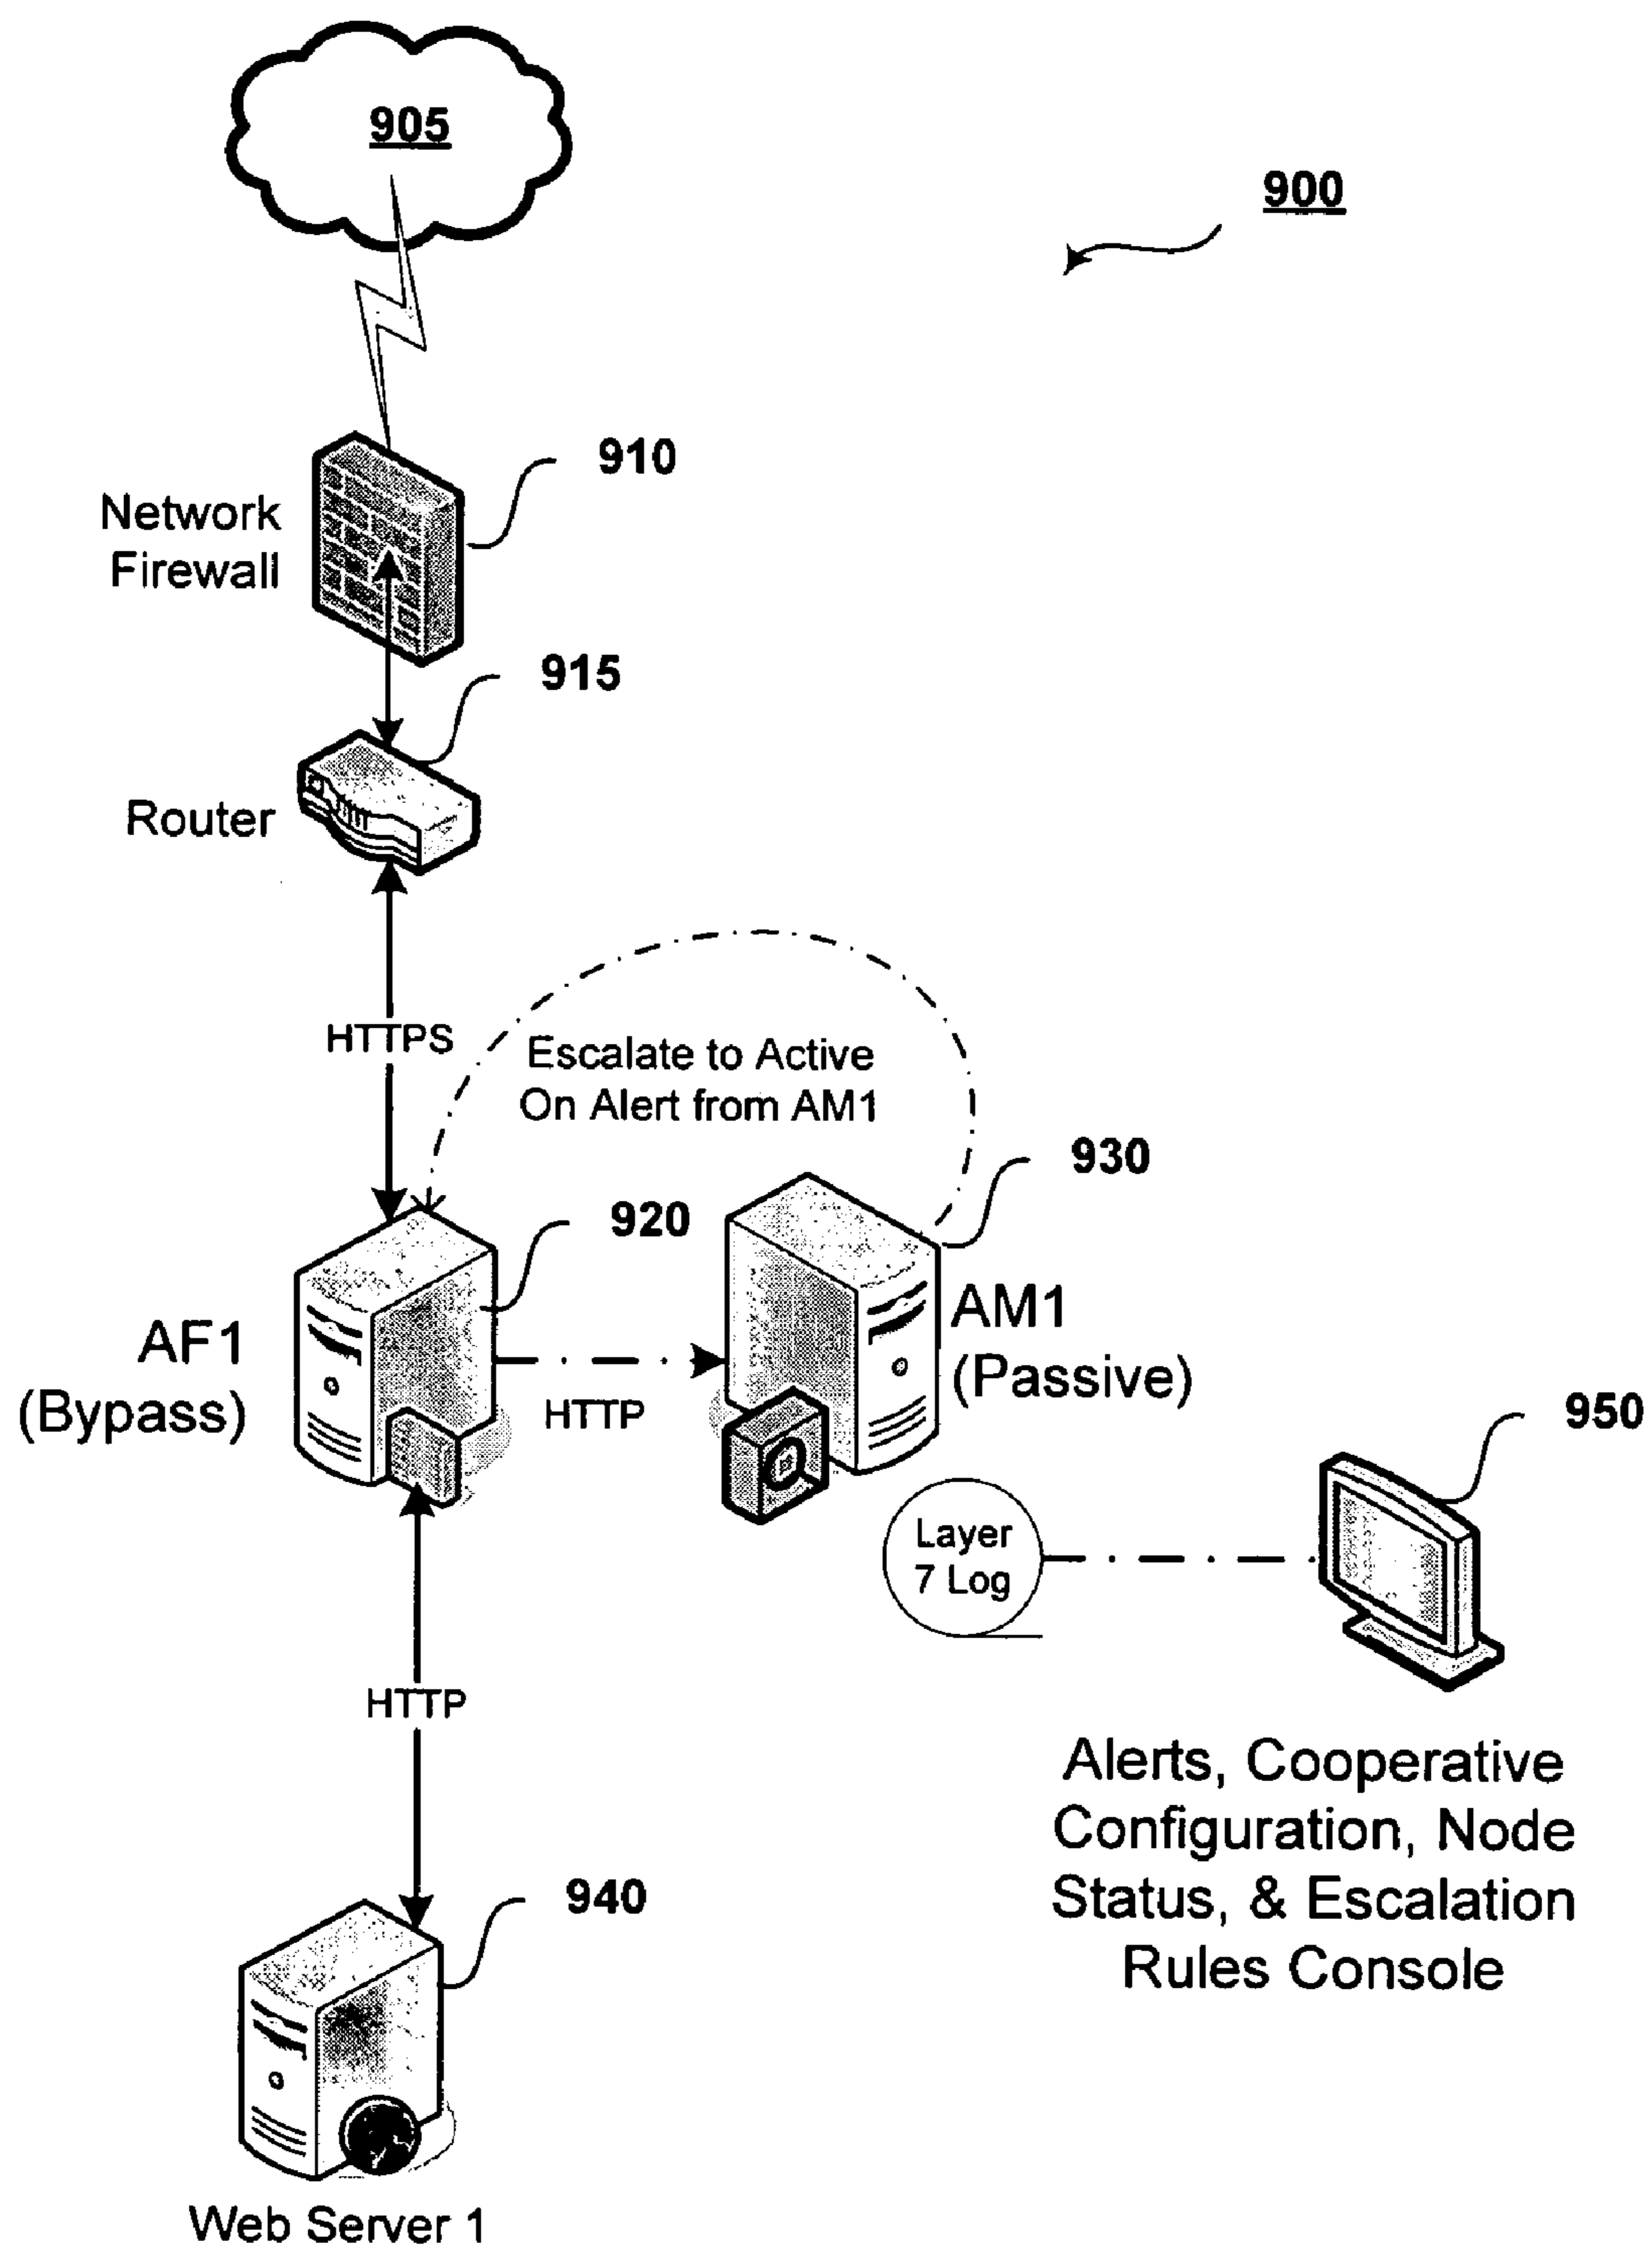 905
900
910
Network
Firewall
915
Router
HTTPS
Escalate to Active
On Alert from AM1
930
920
AF1
(Bypass)
HTTP
AM1
(Passive)
950
Layer
7 Log
HTTP
Alerts, Cooperative
Configuration, Node
Status, & Escalation
Rules Console
940
Web Server 1